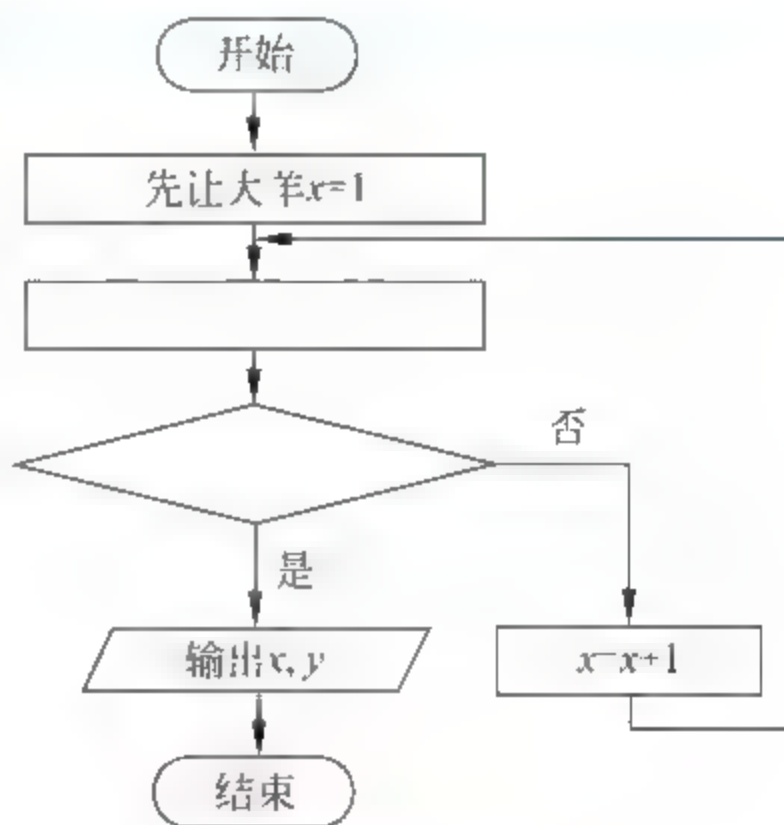 开始
先让大羊x=1
否
是
输出x,y
x=x+1
结束